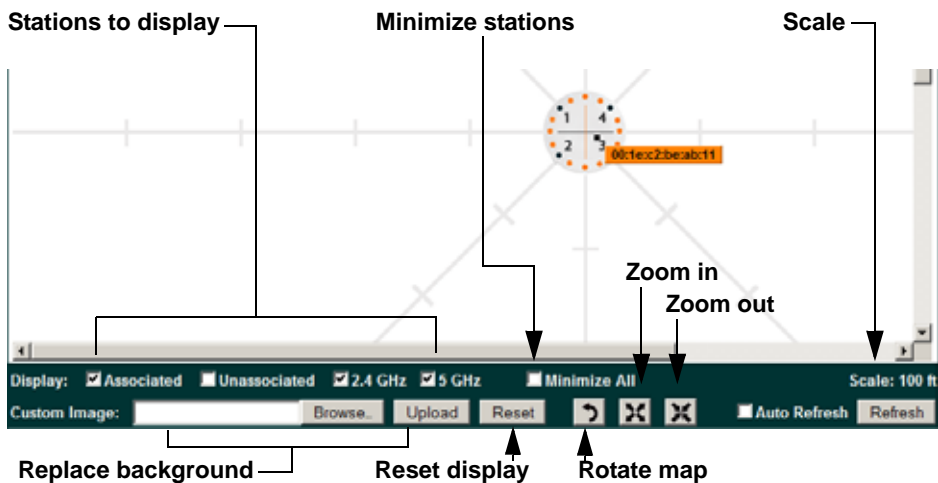 Stations to display Minimize stations Scale
1 4
2 3
00:1e:c2:be:ab:11
Zoom in
Zoom out
Display: Associated Unassociated 2.4 GHz 5 GHz Minimize All Scale: 100 ft
Custom Image: Browse.. Upload Reset Auto Refresh Refresh
Replace background Reset display Rotate map